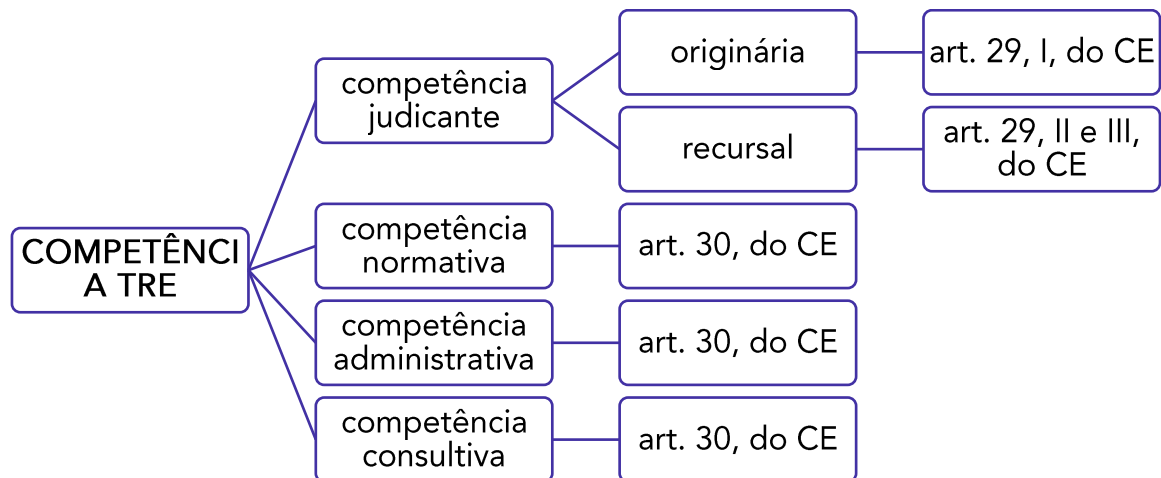 COMPETÊNCI
A TRE
competência
judicante
originária
art. 29, I, do CE
recursal
art. 29, II e III,
do CE
competência
normativa
art. 30, do CE
competência
administrativa
art. 30, do CE
competência
consultiva
art. 30, do CE